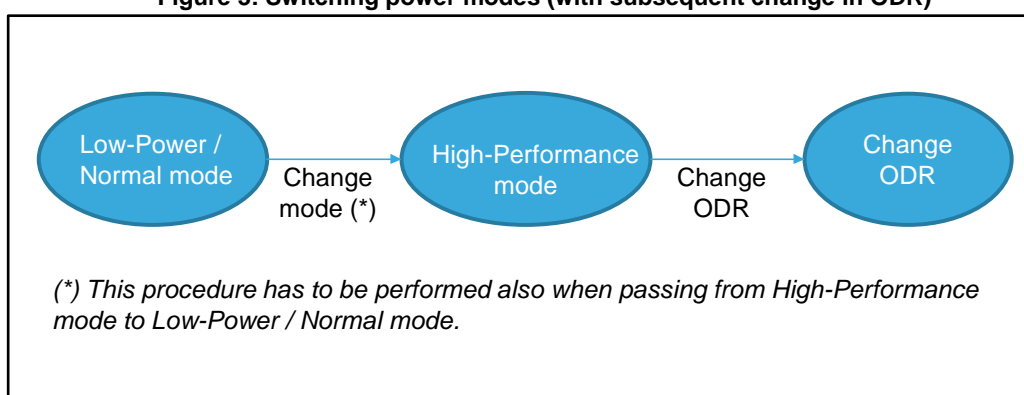 Figure 5. Switching power modes (with subsequent change in ODR)
Low-Power /
Normal mode
Change
mode (*)
High-Performance
mode
Change
ODR
Change
ODR
(*) This procedure has to be performed also when passing from High-Performance
mode to Low-Power / Normal mode.